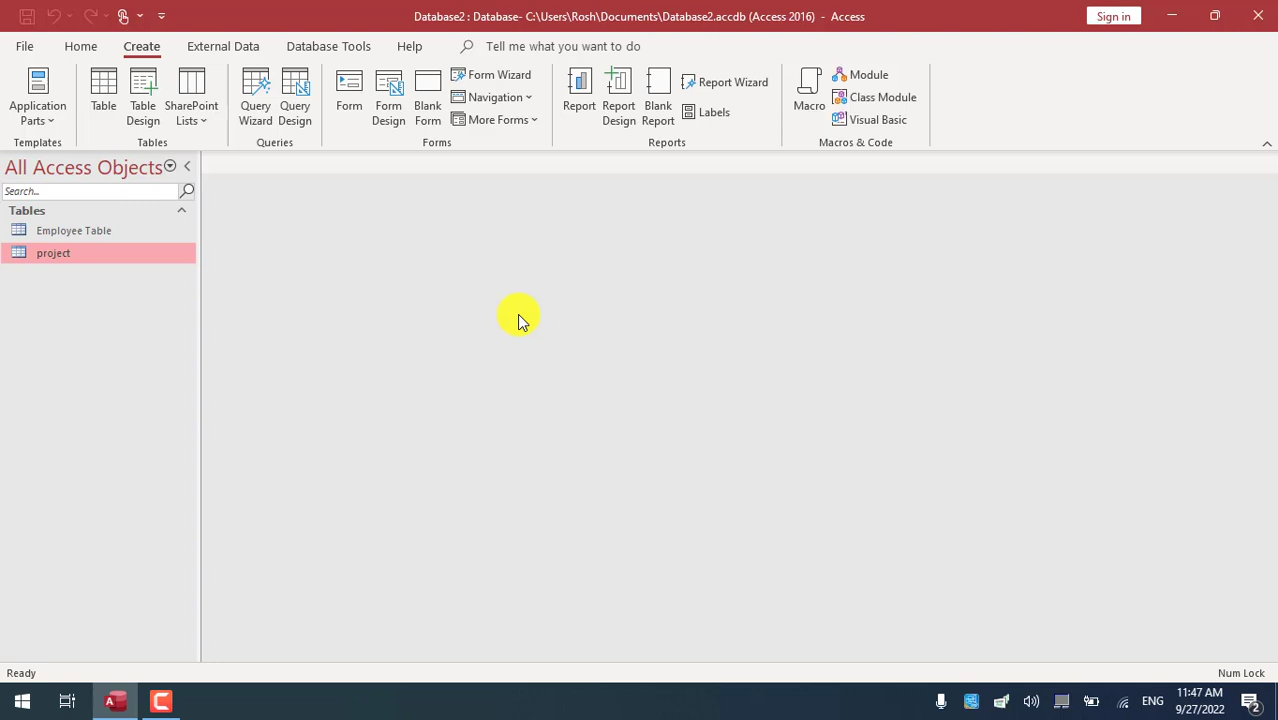 Database2 : Database- C:\Users\Rosh\Documents\Database2.accdb (Access 2016) - Access
Sign in
File Home Create External Data Database Tools Help Tell me what you want to do
Application Parts
Templates
Table
Table Design
SharePoint Lists
Tables
Query Wizard
Query Design
Queries
Form
Form Design
Blank Form
Form Wizard
Navigation
More Forms
Forms
Report
Report Design
Blank Report
Report Wizard
Labels
Reports
Macro
Module
Class Module
Visual Basic
Macros & Code
All Access Objects
Search...
Tables
Employee Table
project
Ready
Num Lock
ENG
11:47 AM
9/27/2022
2